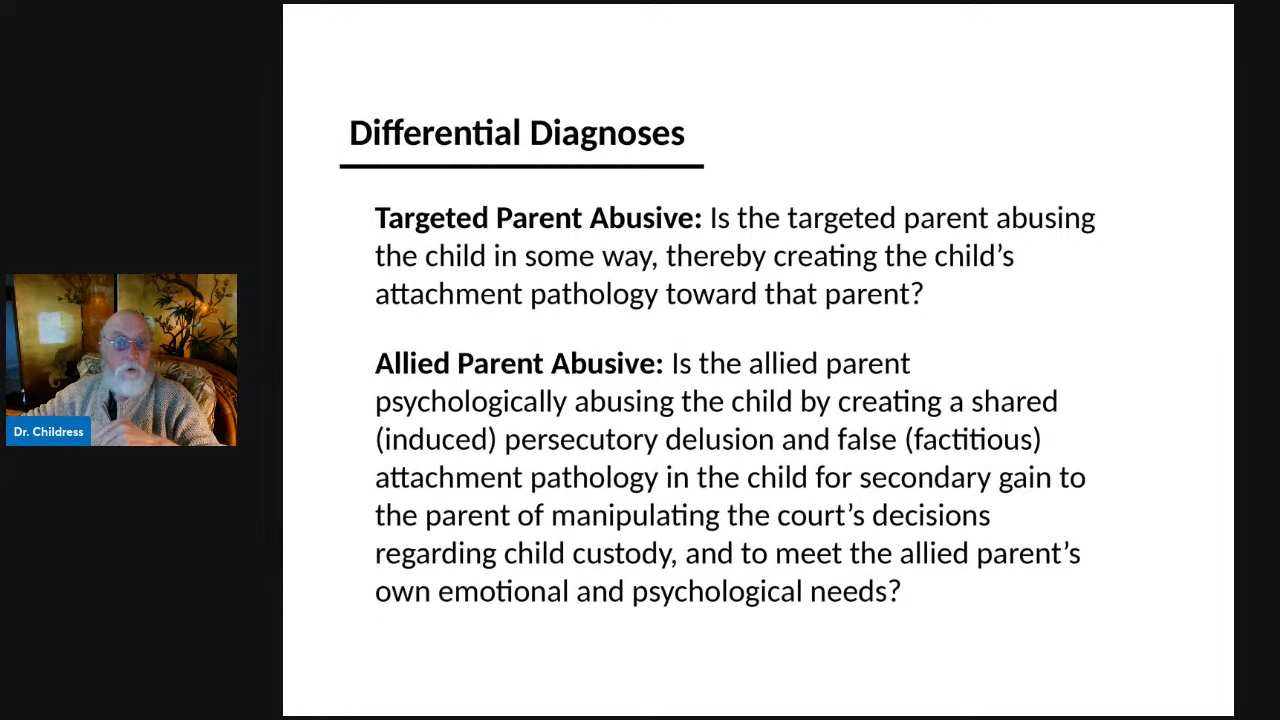 Differential Diagnoses
Targeted Parent Abusive: Is the targeted parent abusing
the child in some way, thereby creating the child’s
attachment pathology toward that parent?
Allied Parent Abusive: Is the allied parent
psychologically abusing the child by creating a shared
(induced) persecutory delusion and false (factitious)
attachment pathology in the child for secondary gain to
the parent of manipulating the court’s decisions
regarding child custody, and to meet the allied parent’s
own emotional and psychological needs?
Dr. Childress